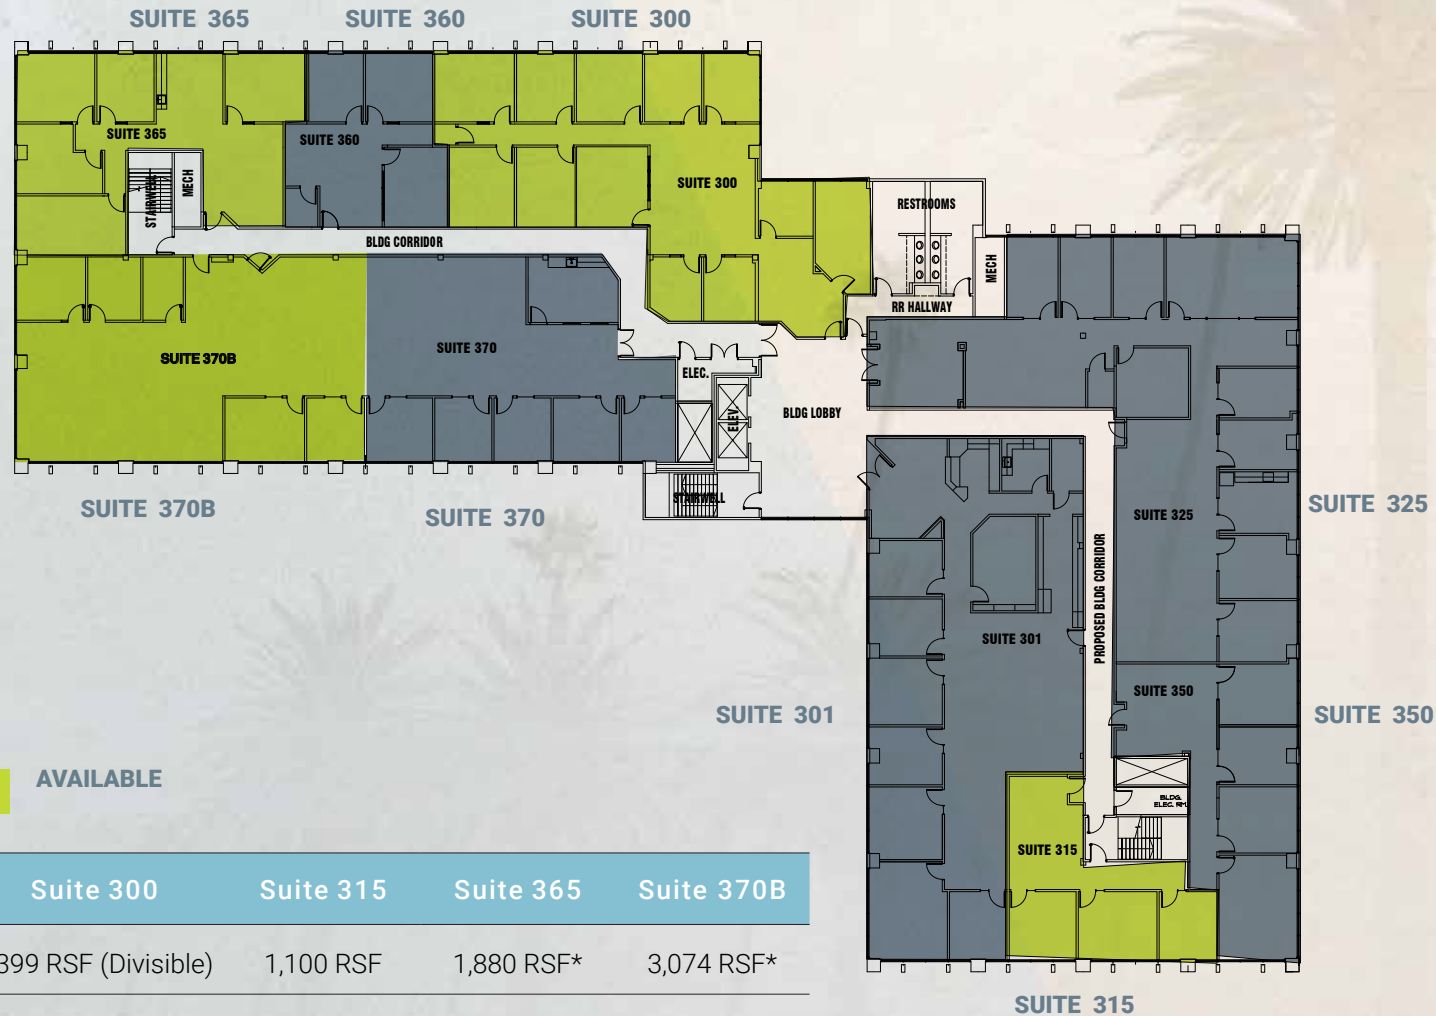 SUITE 365
SUITE 360
SUITE 300
SUITE 365
SUITE 360
SUITE 300
STAIRWELL
MECH
RESTROOMS
BLDG CORRIDOR
MECH
RR HALLWAY
SUITE 370B
SUITE 370
ELEC.
ELEV.
BLDG LOBBY
STAIRWELL
SUITE 370B
SUITE 370
SUITE 325
SUITE 325
PROPOSED BLDG CORRIDOR
SUITE 301
SUITE 350
SUITE 301
SUITE 350
AVAILABLE
BLDG.
ELEC. RM.
SUITE 315
Suite 300 Suite 315 Suite 365 Suite 370B
399 RSF (Divisible) 1,100 RSF 1,880 RSF* 3,074 RSF*
SUITE 315